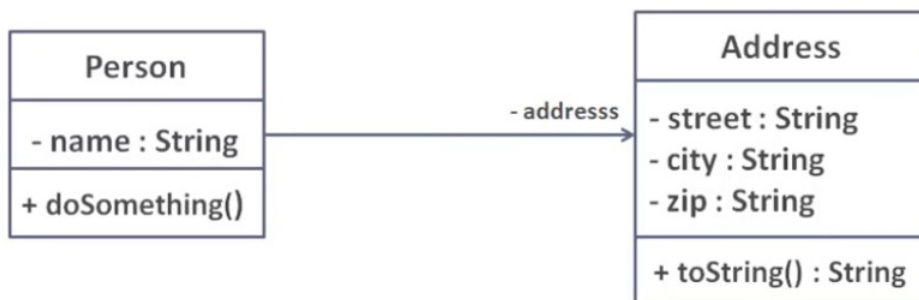 Person
- name : String
+ doSomething()
- addresss
Address
- street : String
- city : String
- zip : String
+ toString() : String